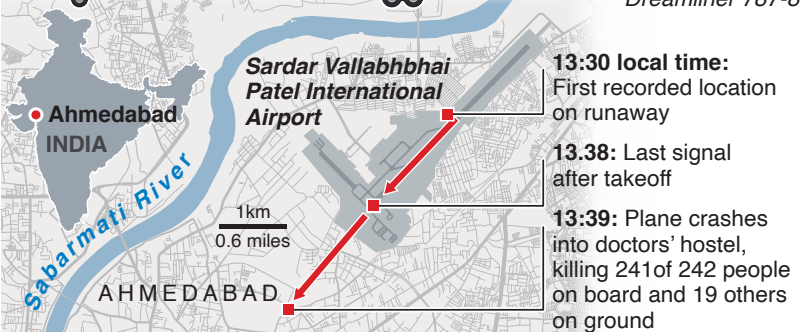 Dreamliner 787-8
Sardar Vallabhbhai
Patel International
Airport
Ahmedabad
INDIA
Sabarmati River
1km
0.6 miles
AHMEDABAD
13:30 local time:
First recorded location
on runaway
13.38: Last signal
after takeoff
13:39: Plane crashes
into doctors’ hostel,
killing 241of 242 people
on board and 19 others
on ground